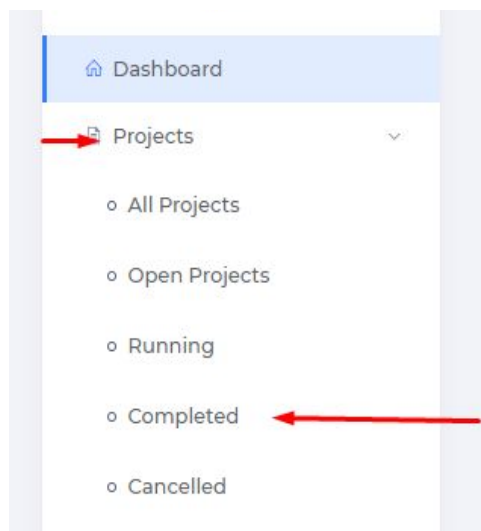 Dashboard
Projects
All Projects
Open Projects
Running
Completed
Cancelled